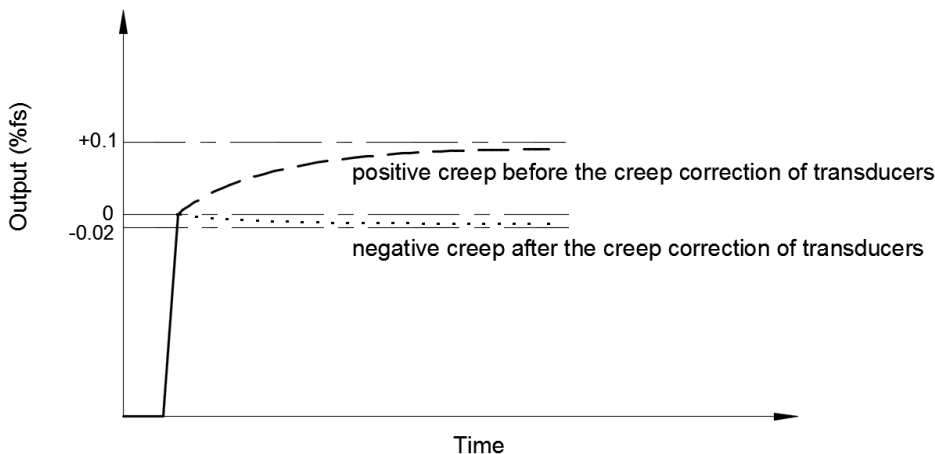 Output (%fs)
+0.1
positive creep before the creep correction of transducers
0
-0.02
negative creep after the creep correction of transducers
Time